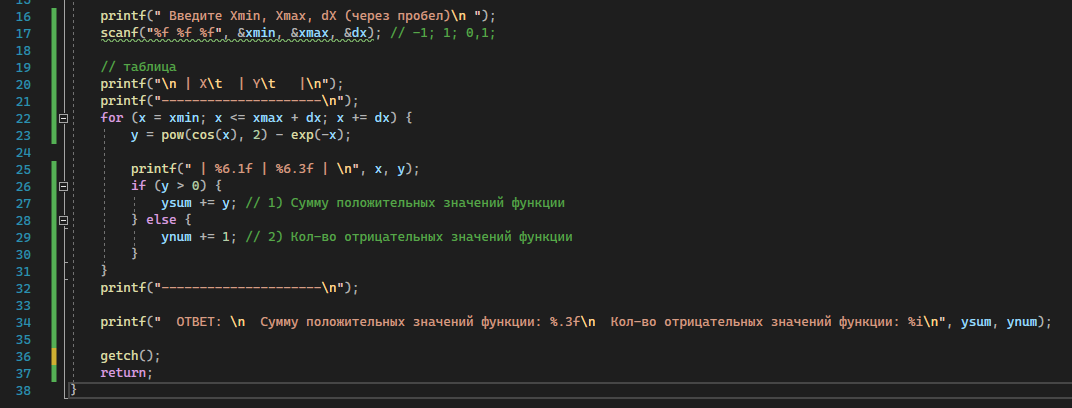 16 printf(" Введите Xmin, Xmax, dX (через пробел)\n ");
17 scanf("%f %f %f", &xmin, &xmax, &dx); // -1; 1; 0,1;
18
19 // таблица
20 printf("\n | X\t  | Y\t   |\n");
21 printf("---------------------\n");
22 for (x = xmin; x <= xmax + dx; x += dx) {
23 y = pow(cos(x), 2) - exp(-x);
24
25 printf(" | %6.1f | %6.3f | \n", x, y);
26 if (y > 0) {
27 ysum += y; // 1) Сумму положительных значений функции
28 } else {
29 ynum += 1; // 2) Кол-во отрицательных значений функции
30 }
31 }
32 printf("---------------------\n");
33
34 printf("  ОТВЕТ: \n  Сумму положительных значений функции: %.3f\n  Кол-во отрицательных значений функции: %i\n", ysum, ynum);
35
36 getch();
37 return;
38 }